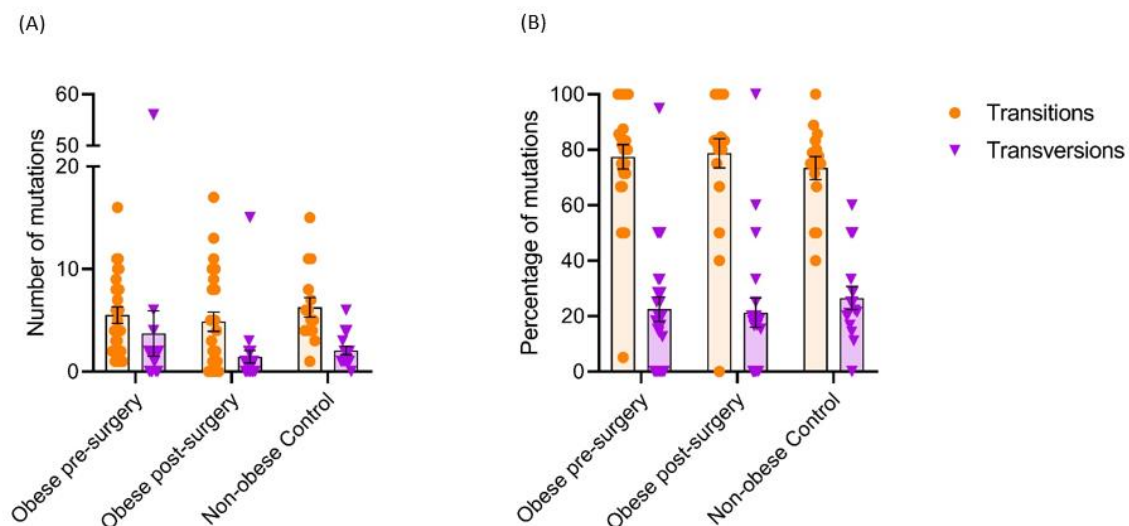 (A)
Number of mutations
60
50
20
10
0
Obese pre-surgery
Obese post-surgery
Non-obese Control
(B)
Percentage of mutations
100
80
60
40
20
0
Obese pre-surgery
Obese post-surgery
Non-obese Control
Transitions
Transversions